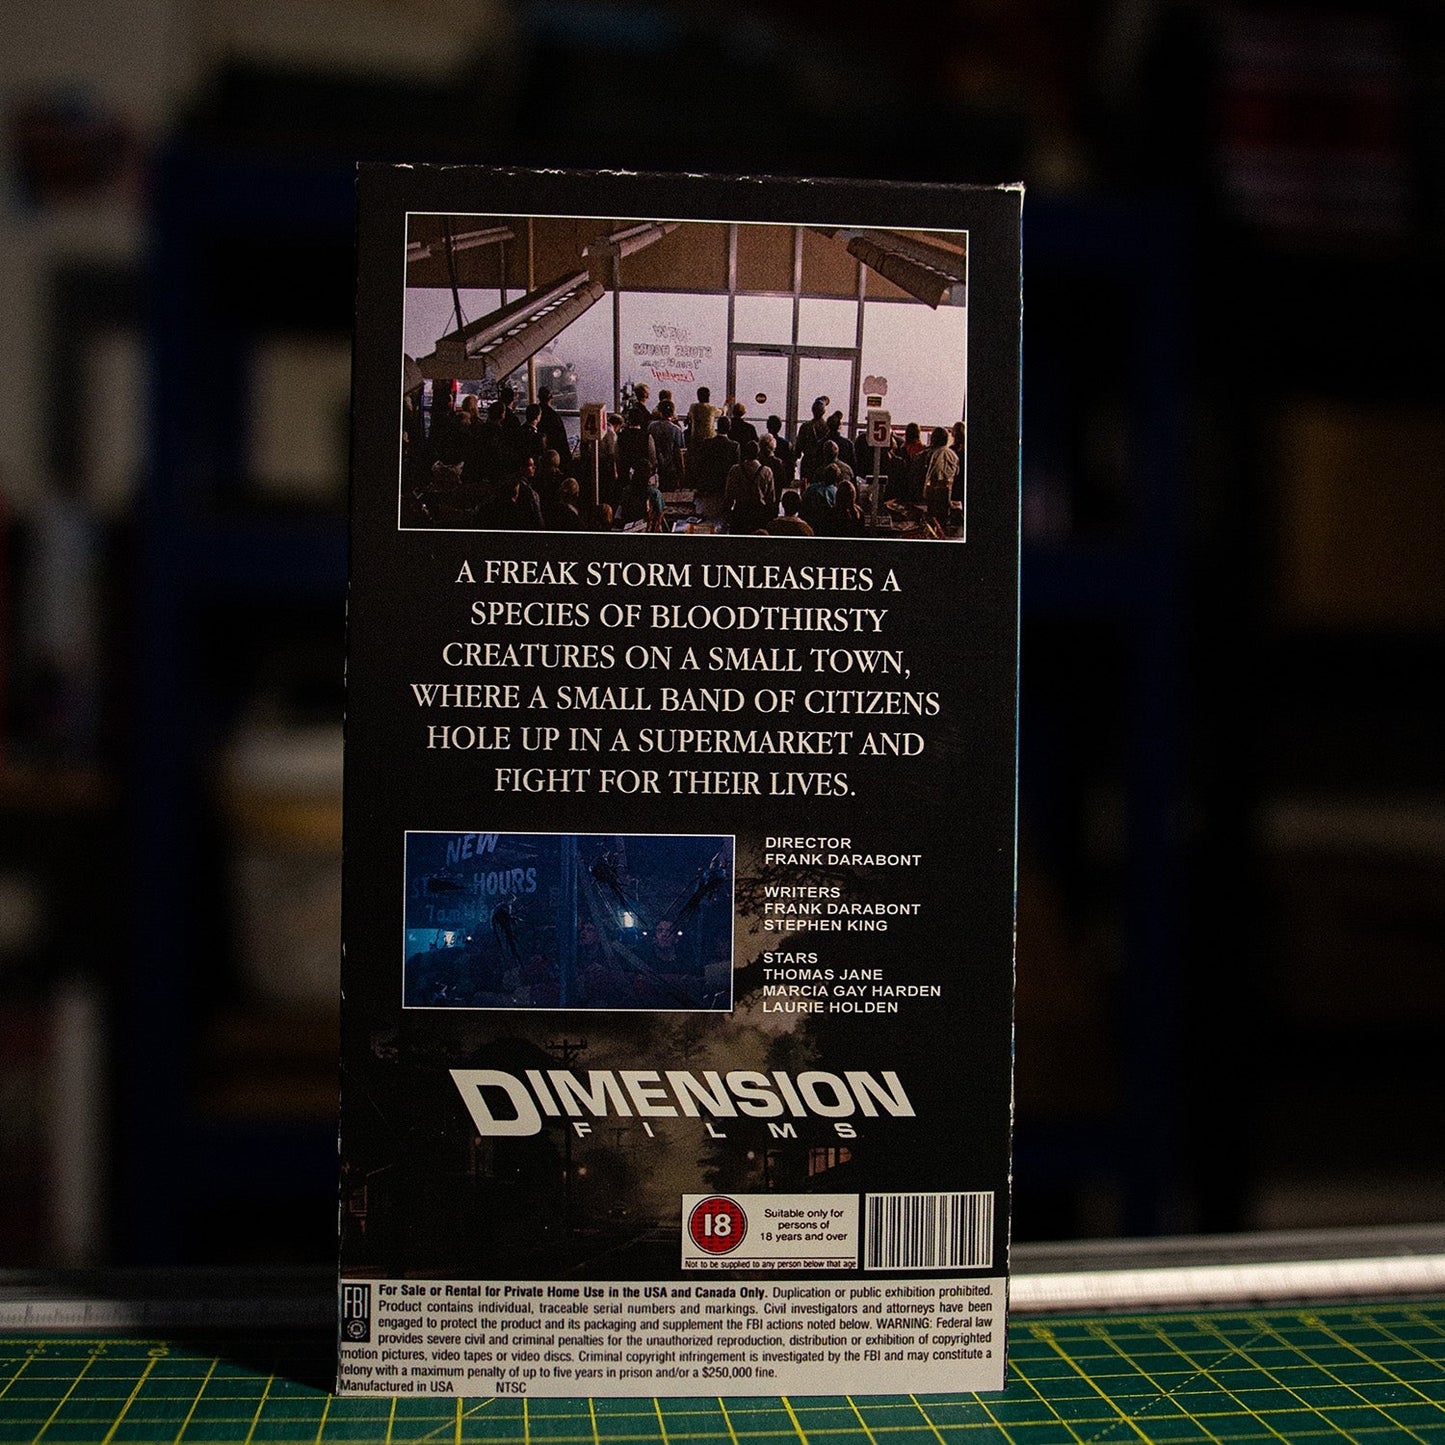 NEW
STORE HOURS
Everyday!
4
5
A FREAK STORM UNLEASHES A
SPECIES OF BLOODTHIRSTY
CREATURES ON A SMALL TOWN,
WHERE A SMALL BAND OF CITIZENS
HOLE UP IN A SUPERMARKET AND
FIGHT FOR THEIR LIVES.
NEW
HOURS
7am
DIRECTOR
FRANK DARABONT
WRITERS
FRANK DARABONT
STEPHEN KING
STARS
THOMAS JANE
MARCIA GAY HARDEN
LAURIE HOLDEN
DIMENSION
FILMS
18
Suitable only for
persons of
18 years and over
Not to be supplied to any person below that age
FBI
For Sale or Rental for Private Home Use in the USA and Canada Only. Duplication or public exhibition prohibited.
Product contains individual, traceable serial numbers and markings. Civil investigators and attorneys have been
engaged to protect the product and its packaging and supplement the FBI actions noted below. WARNING: Federal law
provides severe civil and criminal penalties for the unauthorized reproduction, distribution or exhibition of copyrighted
motion pictures, video tapes or video discs. Criminal copyright infringement is investigated by the FBI and may constitute a
felony with a maximum penalty of up to five years in prison and/or a $250,000 fine.
Manufactured in USA NTSC